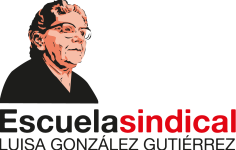 Escuelasindical
LUISA GONZÁLEZ GUTIÉRREZ